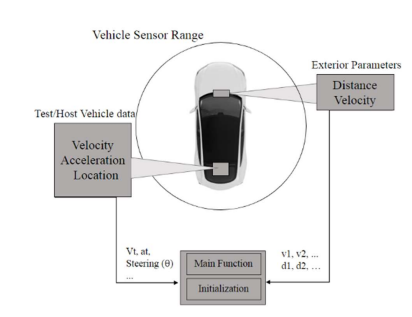 Vehicle Sensor Range
Exterior Parameters
Distance
Velocity
Test/Host Vehicle data
Velocity
Acceleration
Location
Vt, at,
Steering (θ)
...
v1, v2, ...
d1, d2, ...
Main Function
Initialization